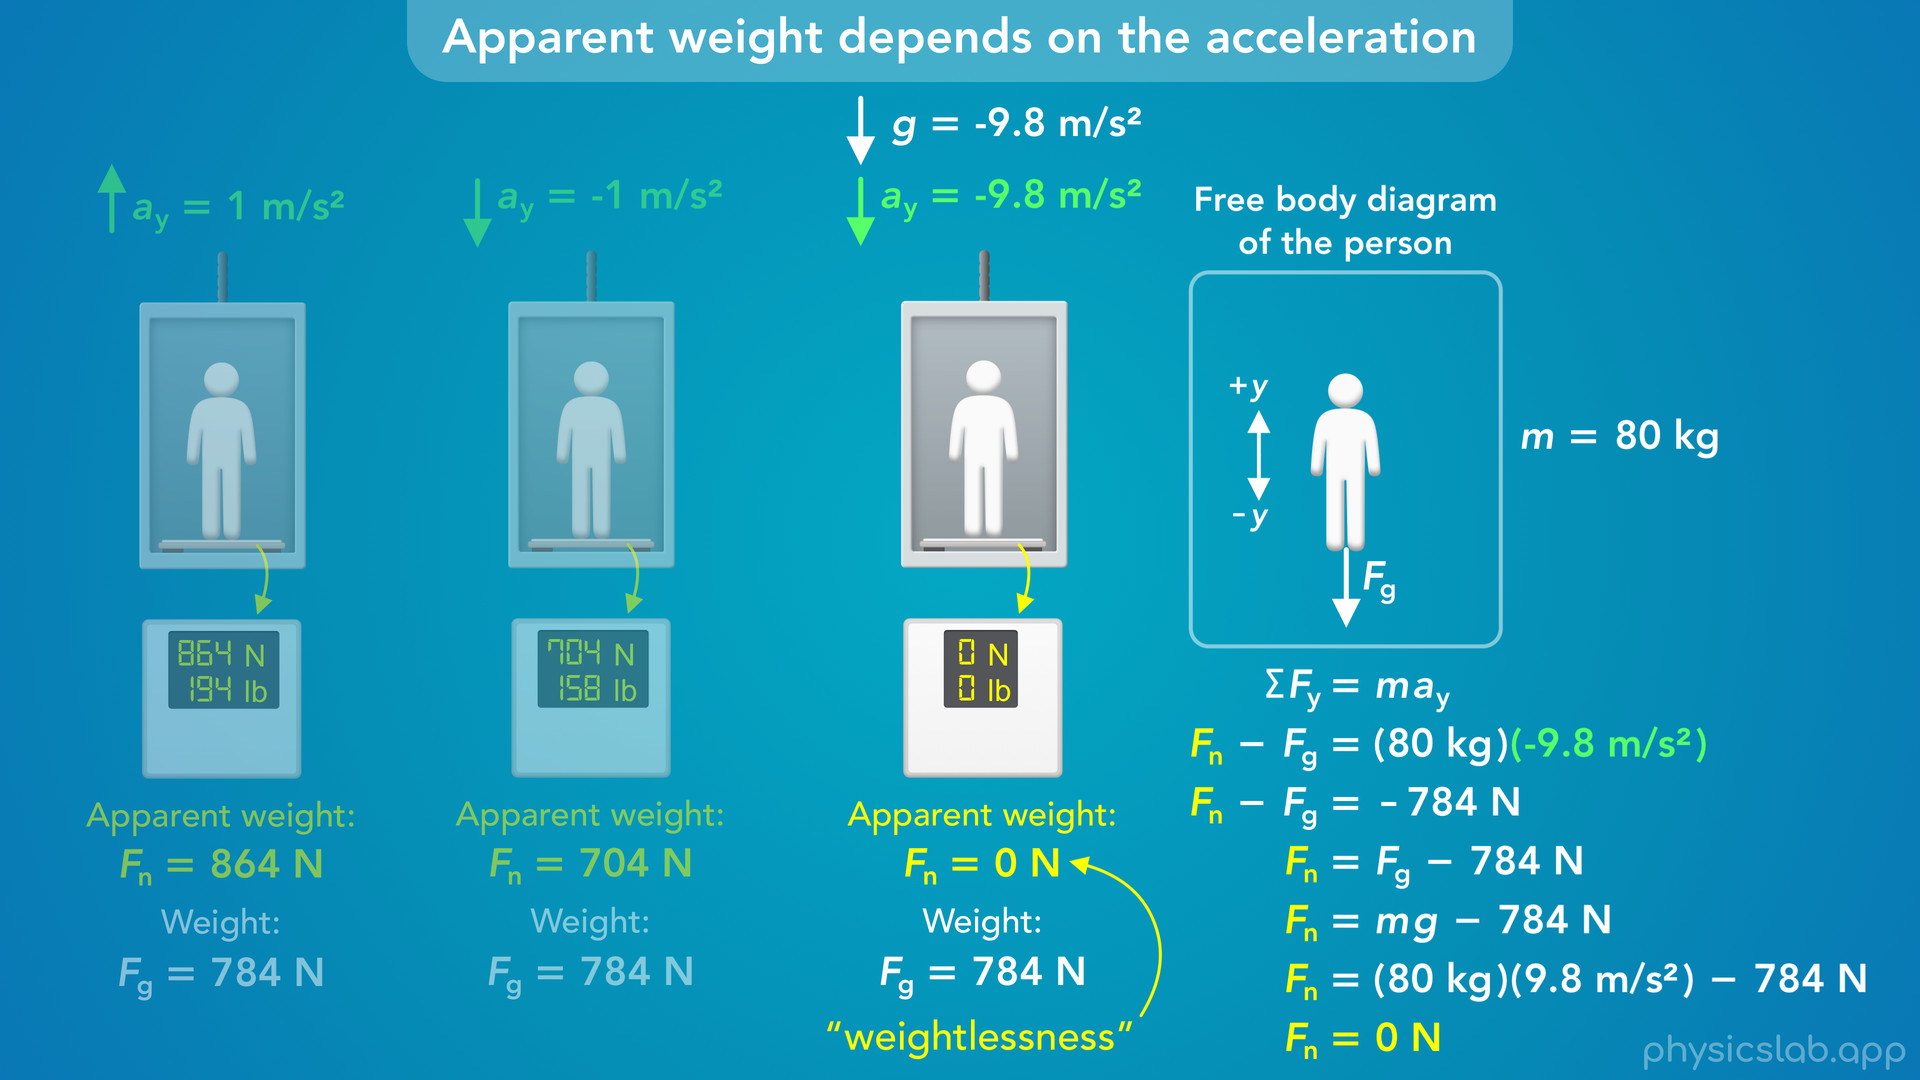 Apparent weight depends on the acceleration
g = -9.8 m/s²
a_y = 1 m/s²
a_y = -1 m/s²
a_y = -9.8 m/s²
864 N
194 lb
Apparent weight:
F_n = 864 N
Weight:
F_g = 784 N
704 N
158 lb
Apparent weight:
F_n = 704 N
Weight:
F_g = 784 N
0 N
0 lb
Apparent weight:
F_n = 0 N
Weight:
F_g = 784 N
“weightlessness”
Free body diagram
of the person
+y
-y
F_g
m = 80 kg
ΣF_y = ma_y
F_n − F_g = (80 kg)(-9.8 m/s²)
F_n − F_g = -784 N
F_n = F_g − 784 N
F_n = mg − 784 N
F_n = (80 kg)(9.8 m/s²) − 784 N
F_n = 0 N
physicslab.app